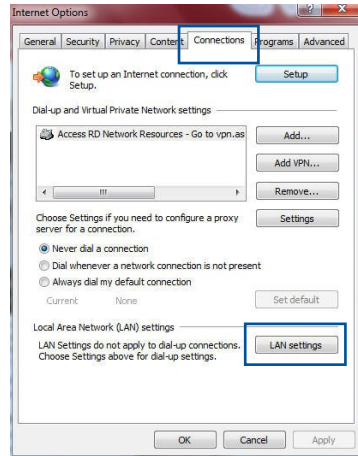 Internet Options
General Security Privacy Content Connections Programs Advanced
To set up an Internet connection, click
Setup.
Setup
Dial-up and Virtual Private Network settings
Access RD Network Resources - Go to vpn.as
Add...
Add VPN...
Remove...
Choose Settings if you need to configure a proxy
server for a connection.
Settings
Never dial a connection
Dial whenever a network connection is not present
Always dial my default connection
Current None
Set default
Local Area Network (LAN) settings
LAN Settings do not apply to dial-up connections.
Choose Settings above for dial-up settings.
LAN settings
OK Cancel Apply